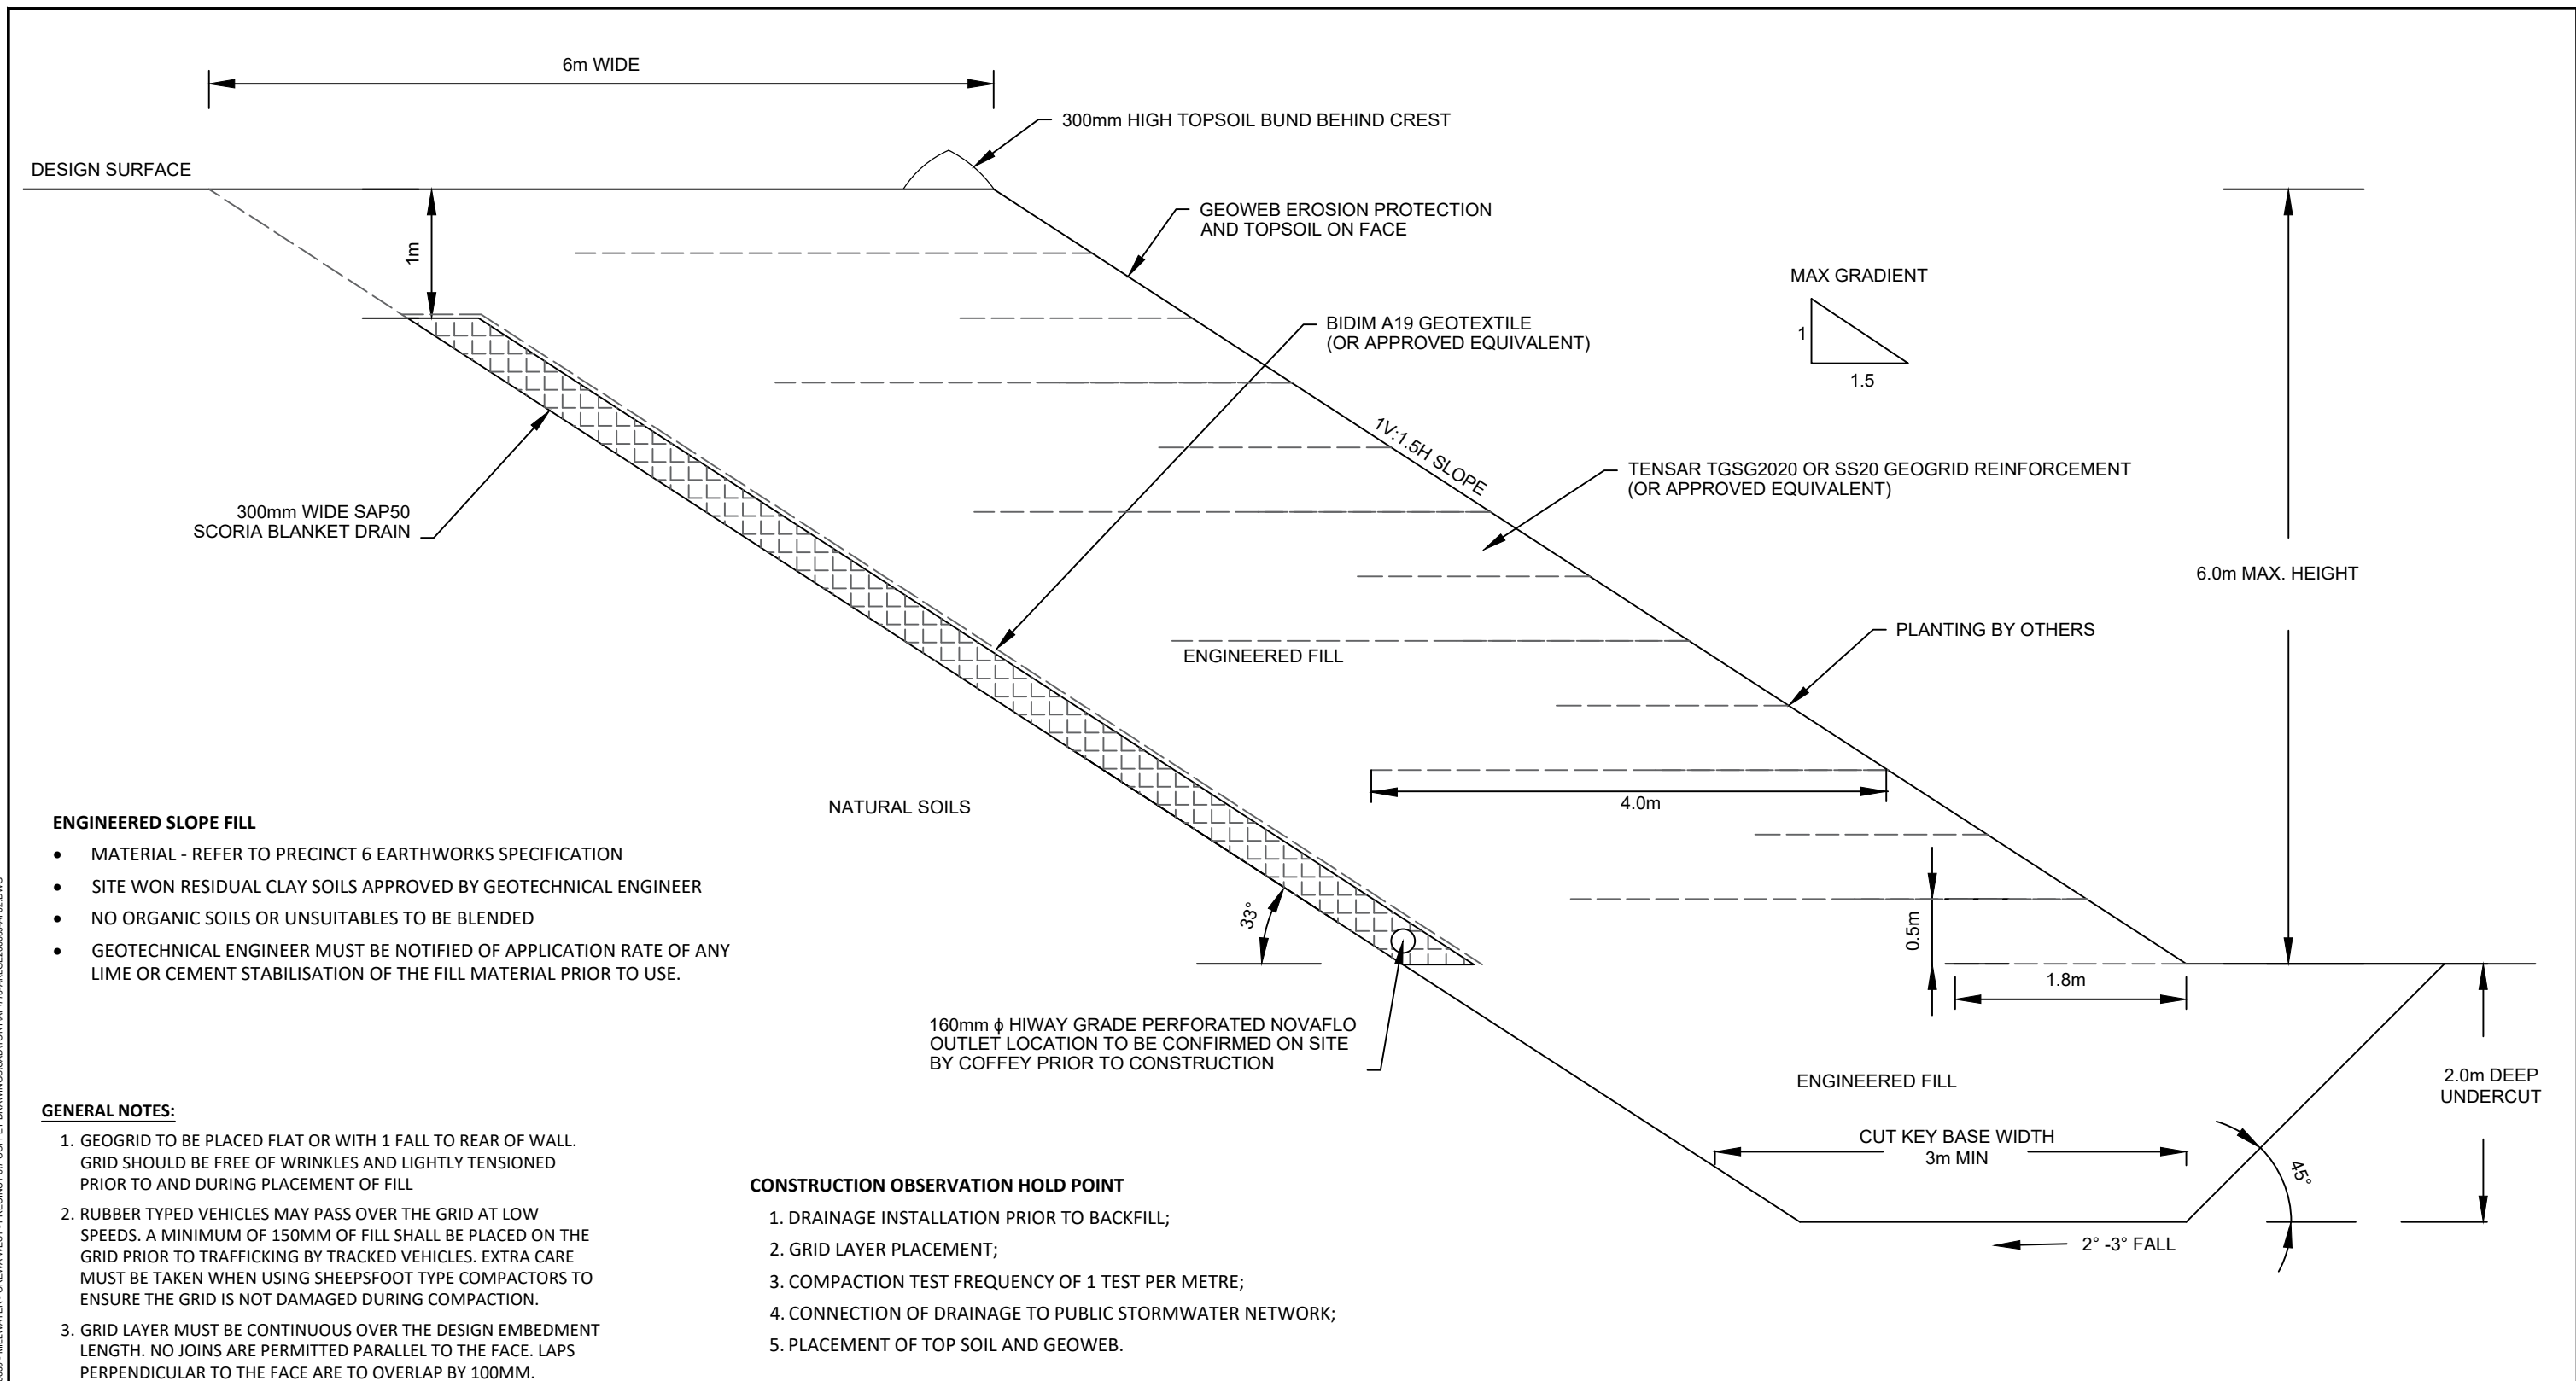 6m WIDE
300mm HIGH TOPSOIL BUND BEHIND CREST
DESIGN SURFACE
1m
GEOWEB EROSION PROTECTION
AND TOPSOIL ON FACE
MAX GRADIENT
1
1.5
BIDIM A19 GEOTEXTILE
(OR APPROVED EQUIVALENT)
1V:1.5H SLOPE
TENSAR TGSG2020 OR SS20 GEOGRID REINFORCEMENT
(OR APPROVED EQUIVALENT)
300mm WIDE SAP50
SCORIA BLANKET DRAIN
6.0m MAX. HEIGHT
PLANTING BY OTHERS
ENGINEERED FILL
NATURAL SOILS
4.0m
33°
0.5m
1.8m
160mm ϕ HIWAY GRADE PERFORATED NOVAFLO
OUTLET LOCATION TO BE CONFIRMED ON SITE
BY COFFEY PRIOR TO CONSTRUCTION
ENGINEERED FILL
2.0m DEEP
UNDERCUT
CUT KEY BASE WIDTH
3m MIN
45°
2° -3° FALL
ENGINEERED SLOPE FILL
• MATERIAL - REFER TO PRECINCT 6 EARTHWORKS SPECIFICATION
• SITE WON RESIDUAL CLAY SOILS APPROVED BY GEOTECHNICAL ENGINEER
• NO ORGANIC SOILS OR UNSUITABLES TO BE BLENDED
• GEOTECHNICAL ENGINEER MUST BE NOTIFIED OF APPLICATION RATE OF ANY
LIME OR CEMENT STABILISATION OF THE FILL MATERIAL PRIOR TO USE.
GENERAL NOTES:
1. GEOGRID TO BE PLACED FLAT OR WITH 1 FALL TO REAR OF WALL.
GRID SHOULD BE FREE OF WRINKLES AND LIGHTLY TENSIONED
PRIOR TO AND DURING PLACEMENT OF FILL
2. RUBBER TYPED VEHICLES MAY PASS OVER THE GRID AT LOW
SPEEDS. A MINIMUM OF 150MM OF FILL SHALL BE PLACED ON THE
GRID PRIOR TO TRAFFICKING BY TRACKED VEHICLES. EXTRA CARE
MUST BE TAKEN WHEN USING SHEEPSFOOT TYPE COMPACTORS TO
ENSURE THE GRID IS NOT DAMAGED DURING COMPACTION.
3. GRID LAYER MUST BE CONTINUOUS OVER THE DESIGN EMBEDMENT
LENGTH. NO JOINS ARE PERMITTED PARALLEL TO THE FACE. LAPS
PERPENDICULAR TO THE FACE ARE TO OVERLAP BY 100MM.
CONSTRUCTION OBSERVATION HOLD POINT
1. DRAINAGE INSTALLATION PRIOR TO BACKFILL;
2. GRID LAYER PLACEMENT;
3. COMPACTION TEST FREQUENCY OF 1 TEST PER METRE;
4. CONNECTION OF DRAINAGE TO PUBLIC STORMWATER NETWORK;
5. PLACEMENT OF TOP SOIL AND GEOWEB.